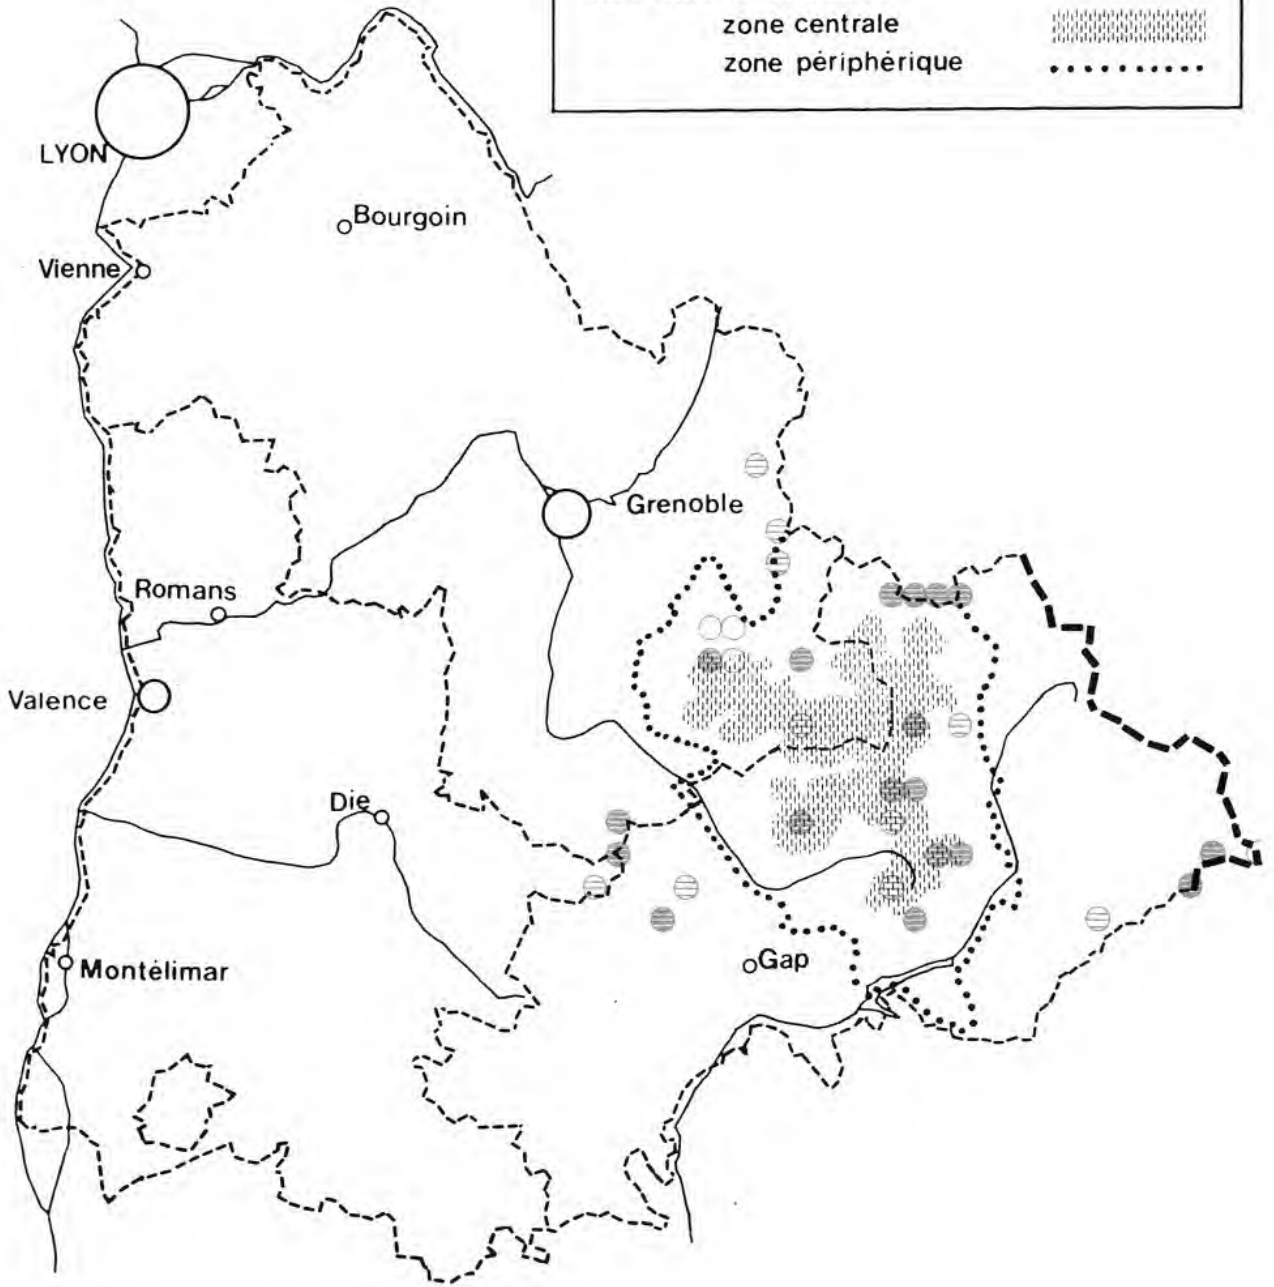 zone centrale
zone périphérique
LYON
Bourgoin
Vienne
Grenoble
Romans
Valence
Die
Montélimar
Gap